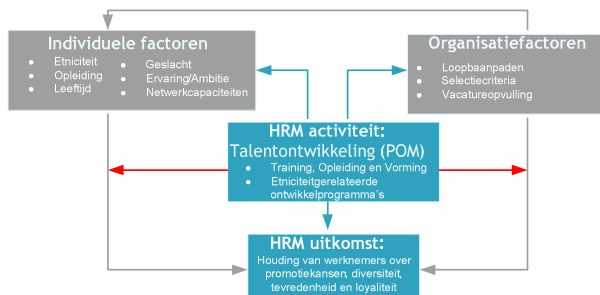 Individuele factoren
• Etniciteit
• Opleiding
• Leeftijd
• Geslacht
• Ervaring/Ambitie
• Netwerkcapaciteiten
Organisatiefactoren
• Loopbaanpaden
• Selectiecriteria
• Vacatureopvulling
HRM activiteit:
Talentontwikkeling (POM)
• Training, Opleiding en Vorming
• Etniciteitgerelateerde
ontwikkelprogramma's
HRM uitkomst:
Houding van werknemers over
promotiekansen, diversiteit,
tevredenheid en loyaliteit